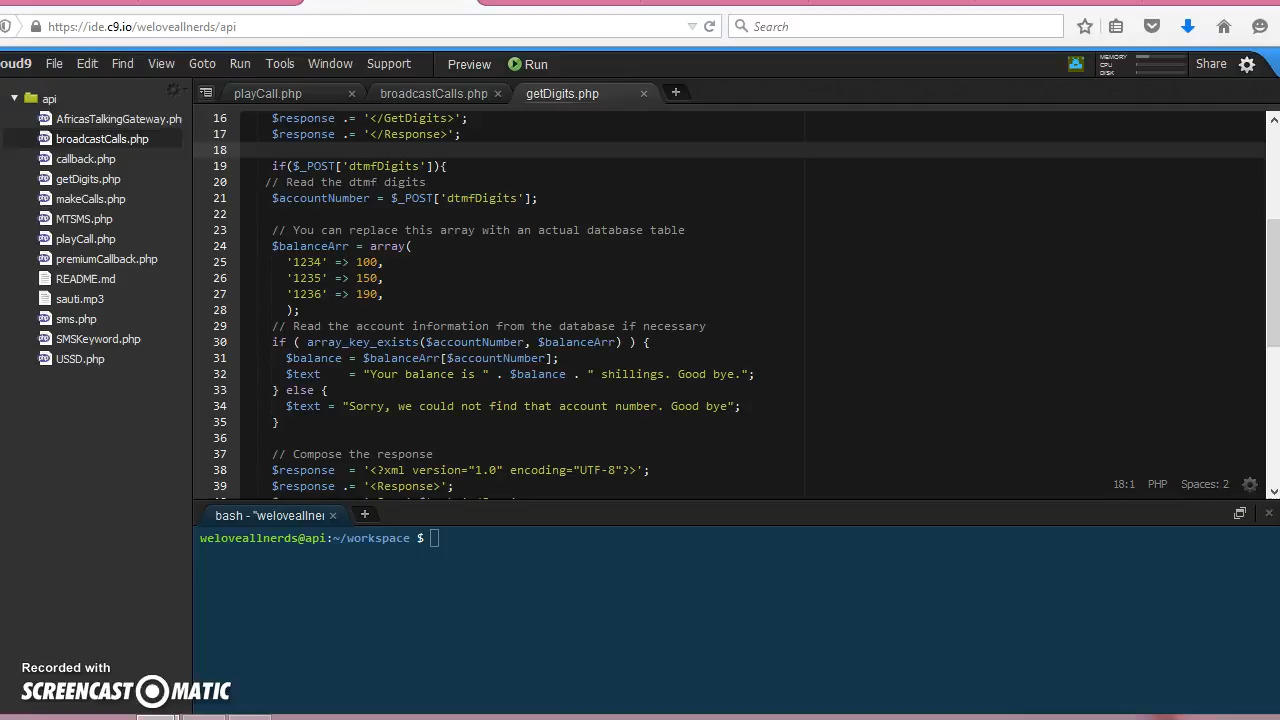 https://ide.c9.io/weloveallnerds/api
Search
oud9 File Edit Find View Goto Run Tools Window Support Preview Run MEMORY CPU DISK Share
api
AfricasTalkingGateway.ph
broadcastCalls.php
callback.php
getDigits.php
makeCalls.php
MTSMS.php
playCall.php
premiumCallback.php
README.md
sauti.mp3
sms.php
SMSKeyword.php
USSD.php
playCall.php broadcastCalls.php getDigits.php
16 $response .= '</GetDigits>';
17 $response .= '</Response>';
18
19 if($_POST['dtmfDigits']){
20 // Read the dtmf digits
21 $accountNumber = $_POST['dtmfDigits'];
22
23 // You can replace this array with an actual database table
24 $balanceArr = array(
25 '1234' => 100,
26 '1235' => 150,
27 '1236' => 190,
28 );
29 // Read the account information from the database if necessary
30 if ( array_key_exists($accountNumber, $balanceArr) ) {
31 $balance = $balanceArr[$accountNumber];
32 $text = "Your balance is " . $balance . " shillings. Good bye.";
33 } else {
34 $text = "Sorry, we could not find that account number. Good bye";
35 }
36
37 // Compose the response
38 $response = '<?xml version="1.0" encoding="UTF-8"?>';
39 $response .= '<Response>';
18:1 PHP Spaces: 2
bash - "weloveallner
weloveallnerds@api:~/workspace $
Recorded with
SCREENCAST MATIC